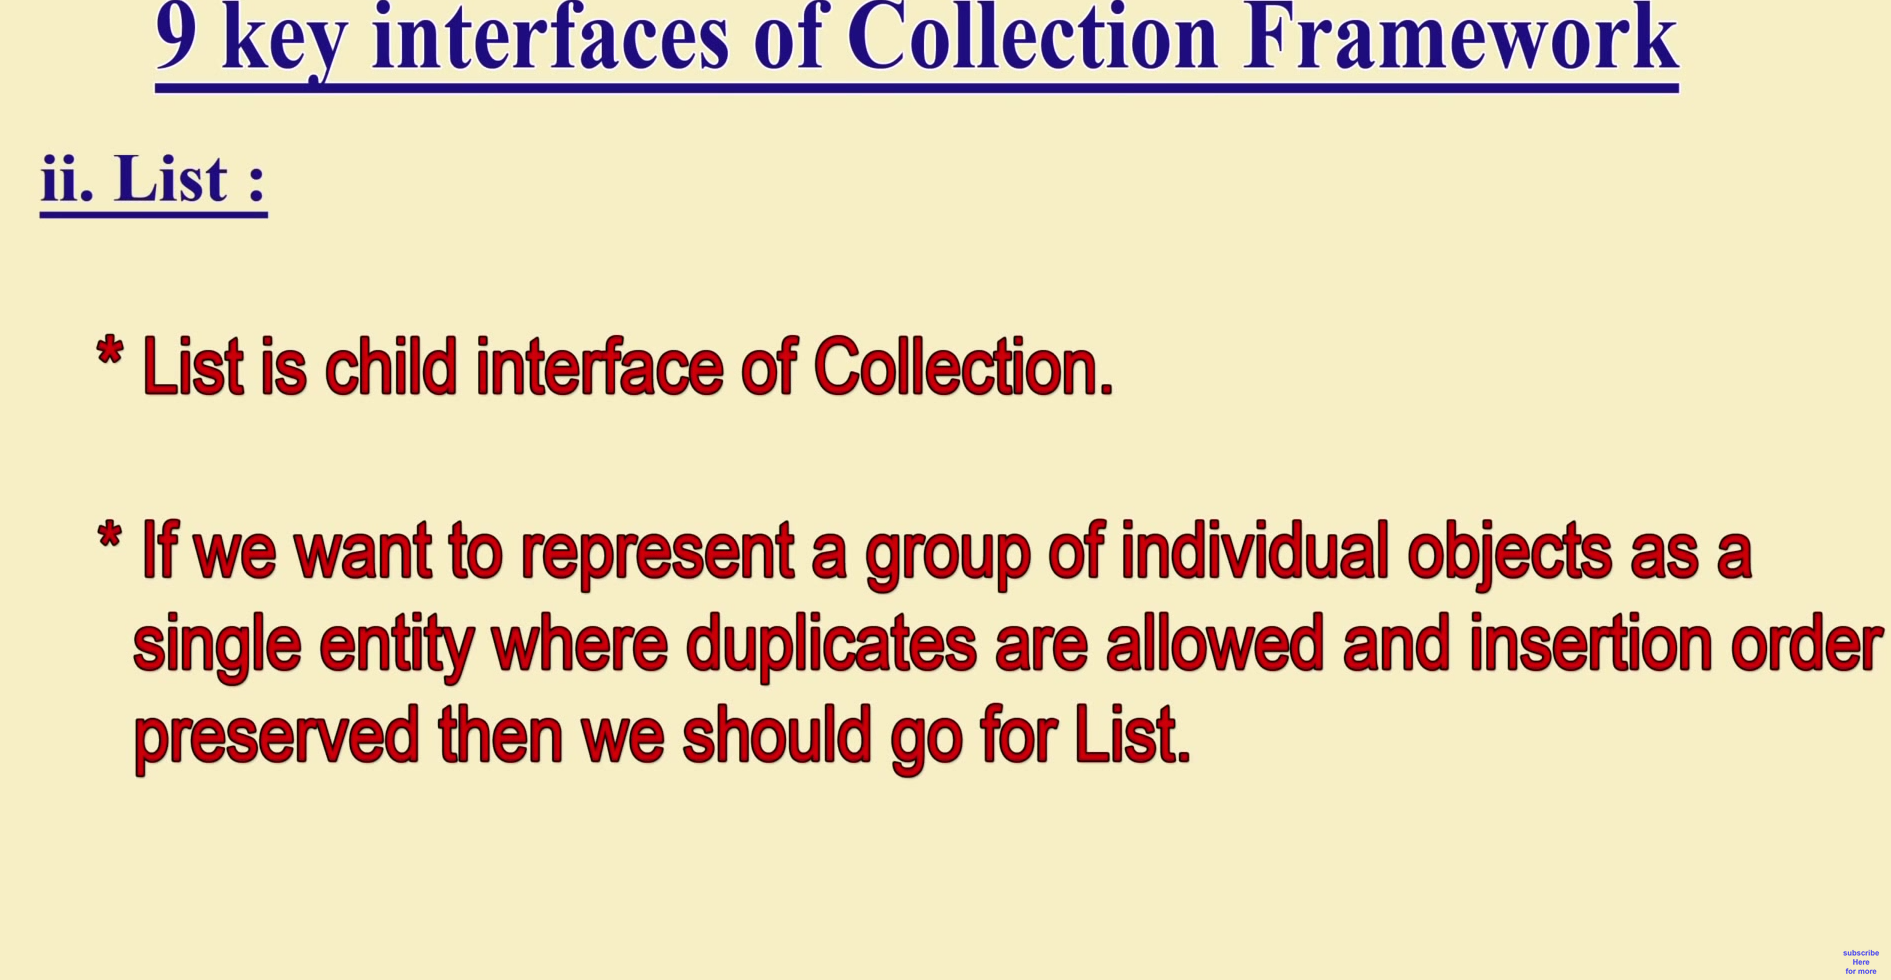 9 key interfaces of Collection Framework
ii. List :
* List is child interface of Collection.
* If we want to represent a group of individual objects as a
single entity where duplicates are allowed and insertion order
preserved then we should go for List.
subscribe
Here
for more